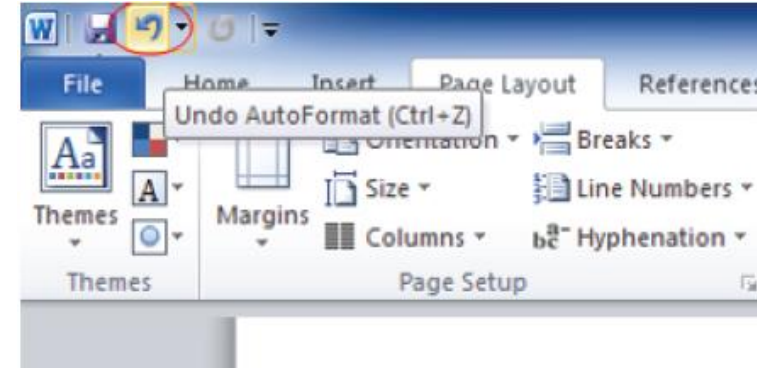 W
File Home Insert Page Layout References
Undo AutoFormat (Ctrl+Z)
Aa A Orientation Breaks
Size Line Numbers
Themes Margins Columns bc a- Hyphenation
Themes Page Setup